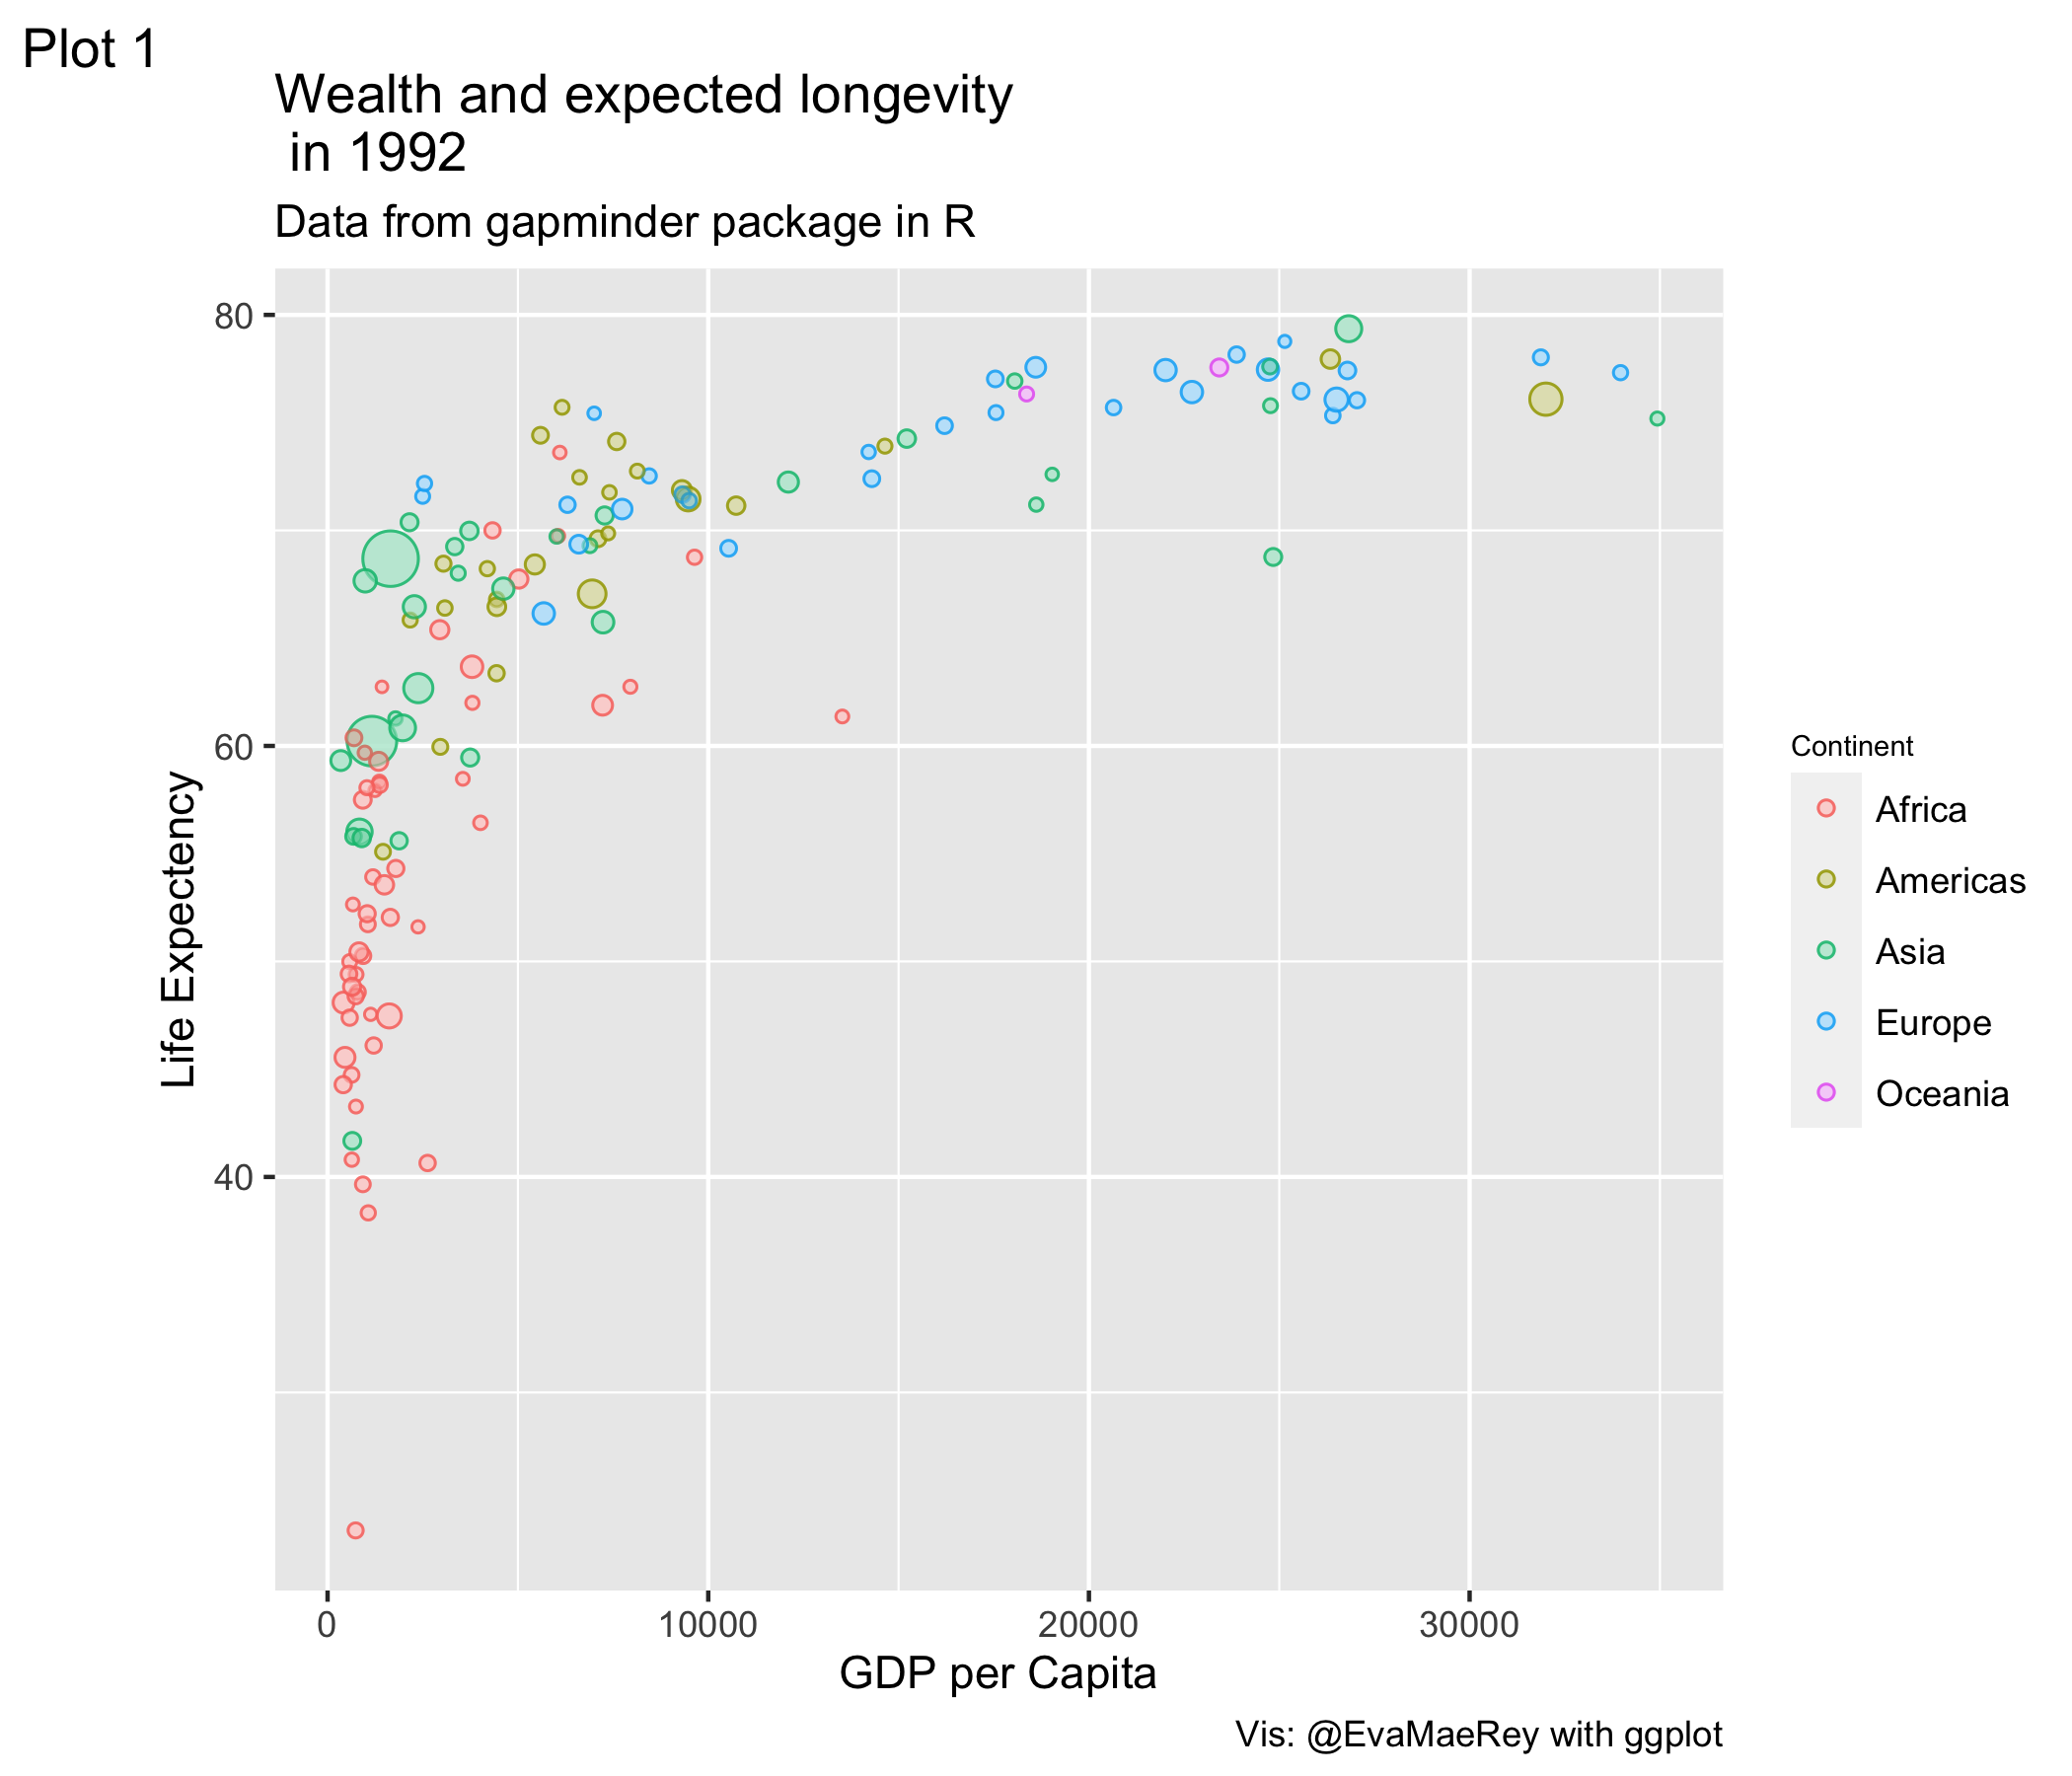 Plot 1
Wealth and expected longevity
in 1992
Data from gapminder package in R
80
60
40
Life Expectency
0 10000 20000 30000
GDP per Capita
Continent
Africa
Americas
Asia
Europe
Oceania
Vis: @EvaMaeRey with ggplot